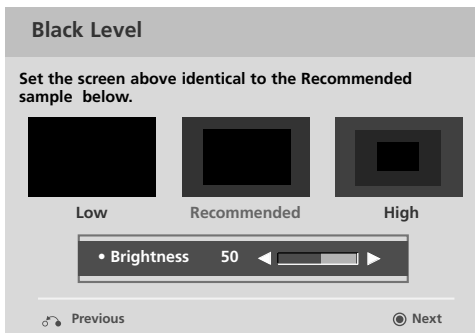 Black Level
Set the screen above identical to the Recommended
sample below.
Low Recommended High
• Brightness 50 ◀ ▶
Previous Next